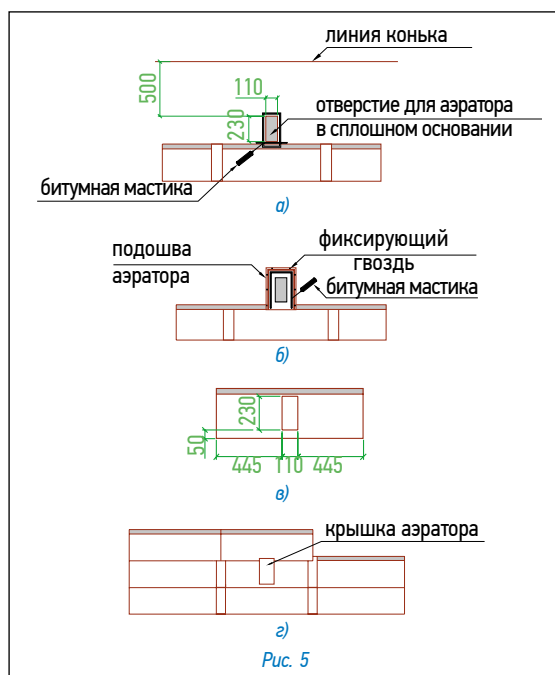 линия конька
500
110
230
отверстие для аэратора
в сплошном основании
битумная мастика
а)
подошва
аэратора
фиксирующий
гвоздь
битумная мастика
б)
230
50
445 110 445
в)
крышка аэратора
г)
Рис. 5